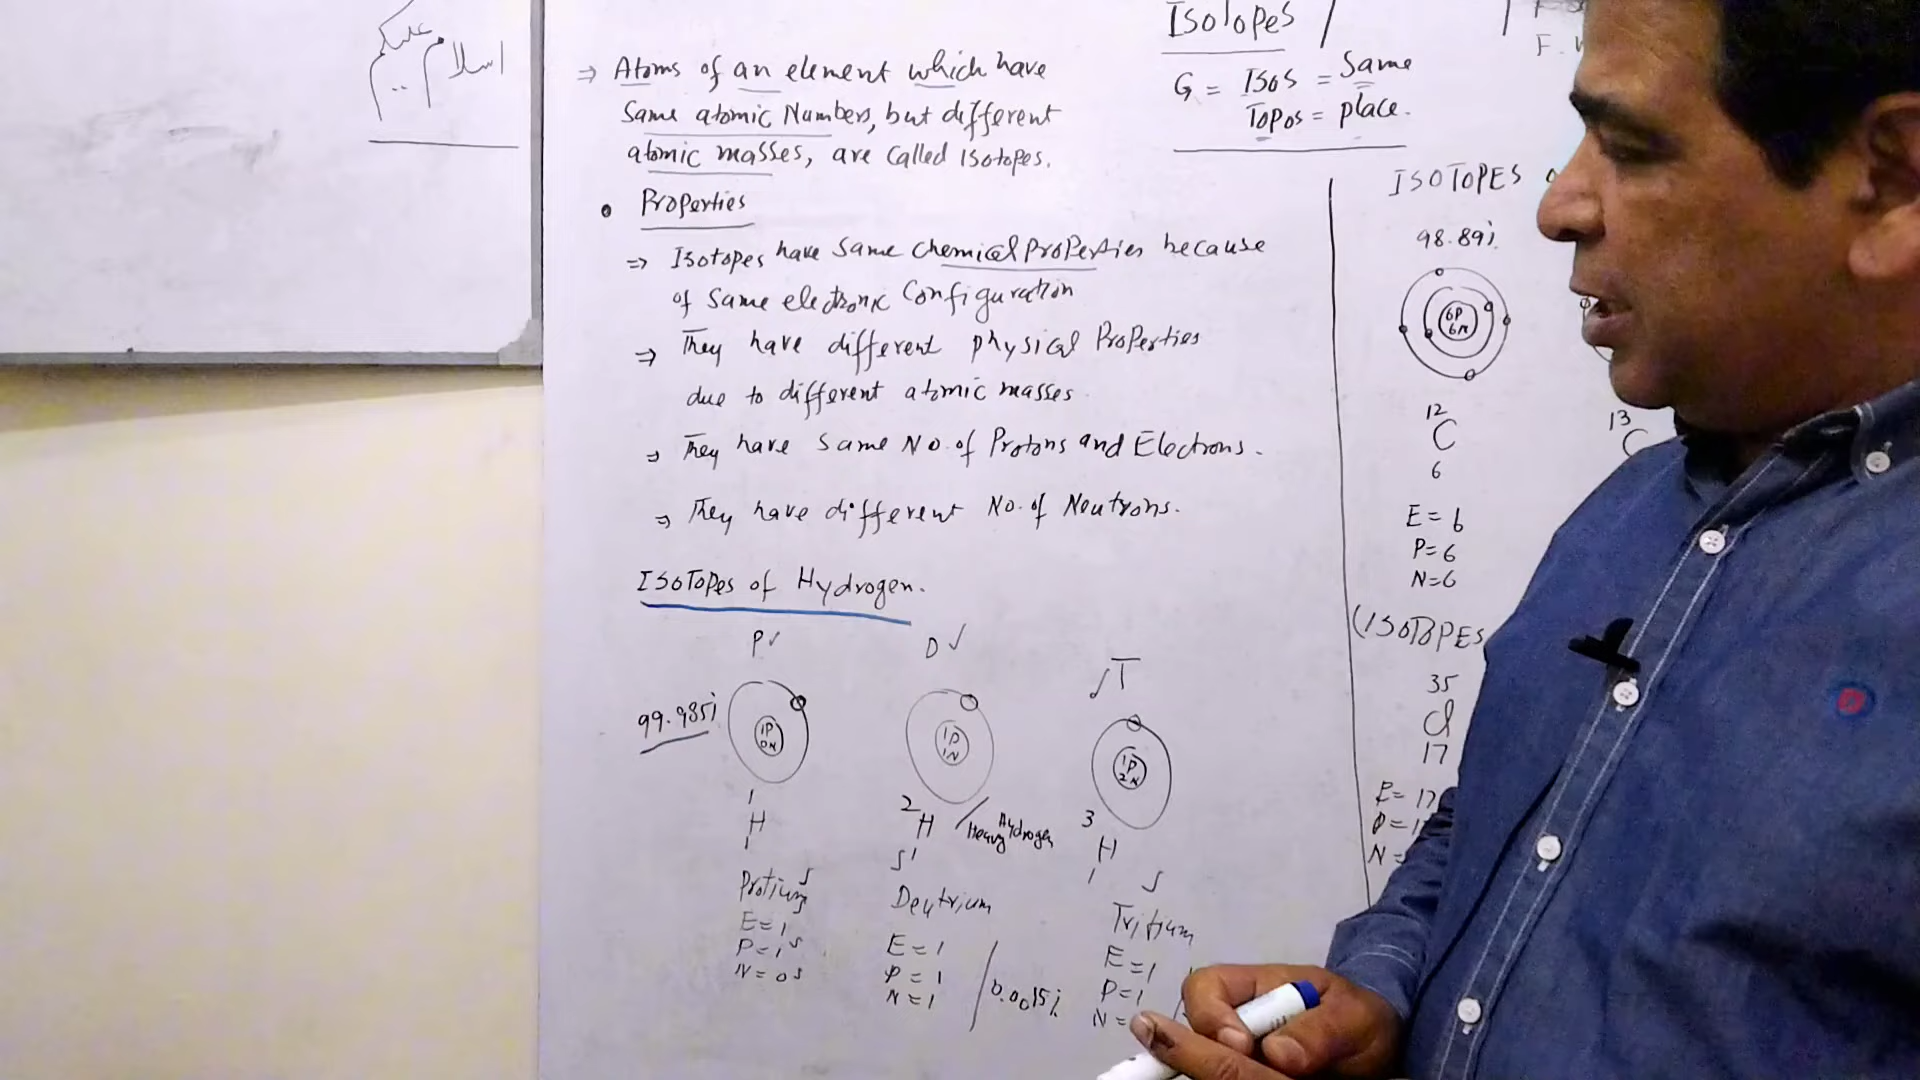 اسلام علیکم
Isotopes
G = Isos = Same
Topos = place.
⇒ Atoms of an element which have
Same atomic Numbers, but different
atomic masses, are called Isotopes.
• Properties
⇒ Isotopes have same chemical properties because
of same electronic configuration
⇒ They have different physical Properties
due to different atomic masses
⇒ They have same No. of Protons and Electrons.
⇒ They have different No. of Neutrons.
Isotopes of Hydrogen.
P✓
99.985%
1P
0N
1
H
1
Protium
E=1
P=1
N=0
D✓
1P
1N
2
H / Heavy Hydrogen
1
Deutrium
E=1
P=1
N=1
0.0015%
✓T
1P
2N
3
H
1
Tritium
E=1
P=1
N=
ISOTOPES
98.89%
6P
6N
12
C
6
E=6
P=6
N=6
13
C
(ISOTOPES
35
Cl
17
E=17
P=1
N=